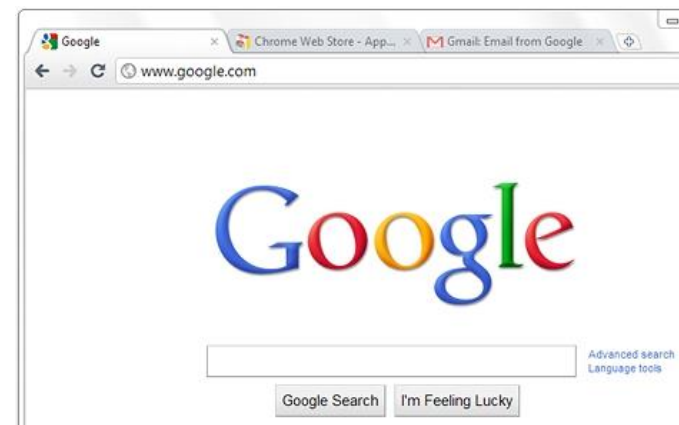 Google
Chrome Web Store - App...
Gmail: Email from Google
www.google.com
Google
Advanced search
Language tools
Google Search
I'm Feeling Lucky